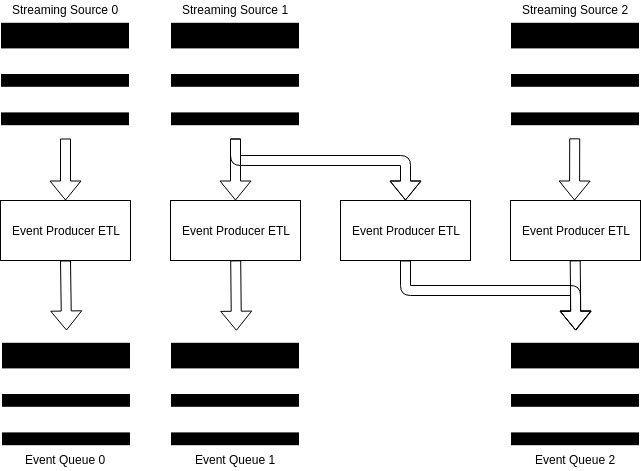 Streaming Source 0
Streaming Source 1
Streaming Source 2
Event Producer ETL
Event Producer ETL
Event Producer ETL
Event Producer ETL
Event Queue 0
Event Queue 1
Event Queue 2